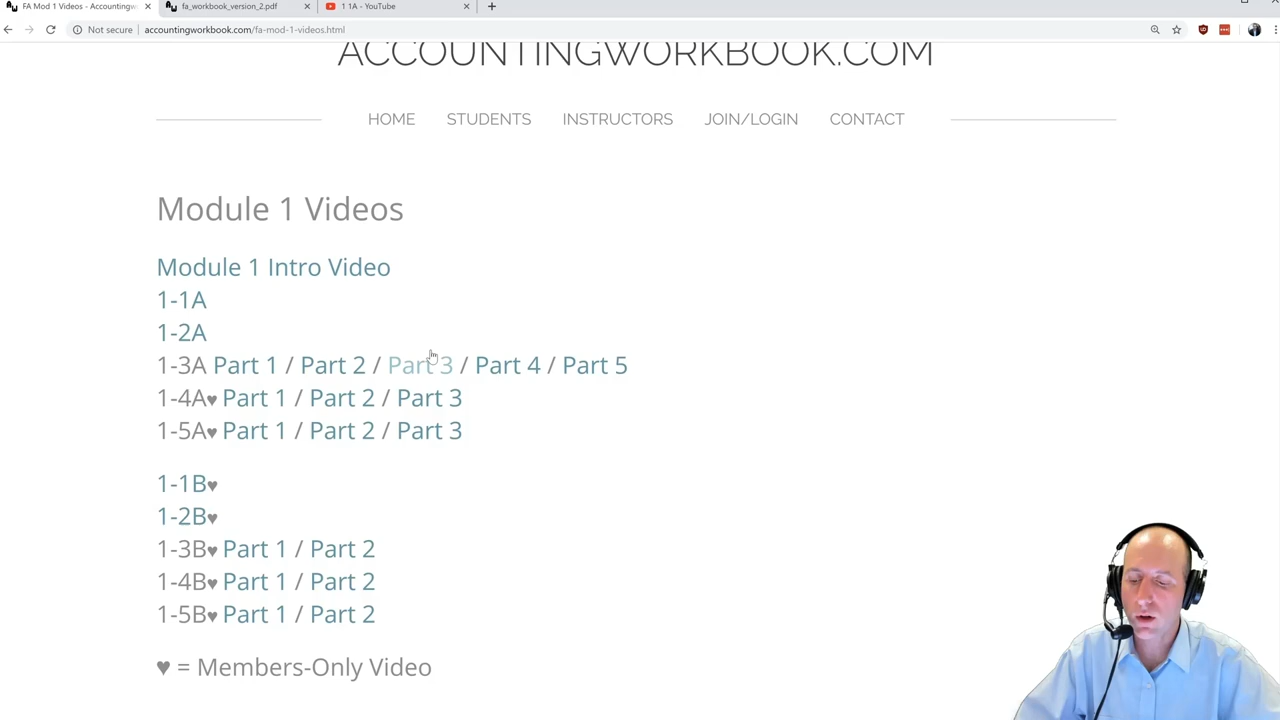 FA Mod 1 Videos - Accountingw
fa_workbook_version_2.pdf
1 1A - YouTube
Not secure
accountingworkbook.com/fa-mod-1-videos.html
ACCOUNTINGWORKBOOK.COM
HOME STUDENTS INSTRUCTORS JOIN/LOGIN CONTACT
Module 1 Videos
Module 1 Intro Video
1-1A
1-2A
1-3A Part 1 / Part 2 / Part 3 / Part 4 / Part 5
1-4A♥ Part 1 / Part 2 / Part 3
1-5A♥ Part 1 / Part 2 / Part 3
1-1B♥
1-2B♥
1-3B♥ Part 1 / Part 2
1-4B♥ Part 1 / Part 2
1-5B♥ Part 1 / Part 2
♥ = Members-Only Video